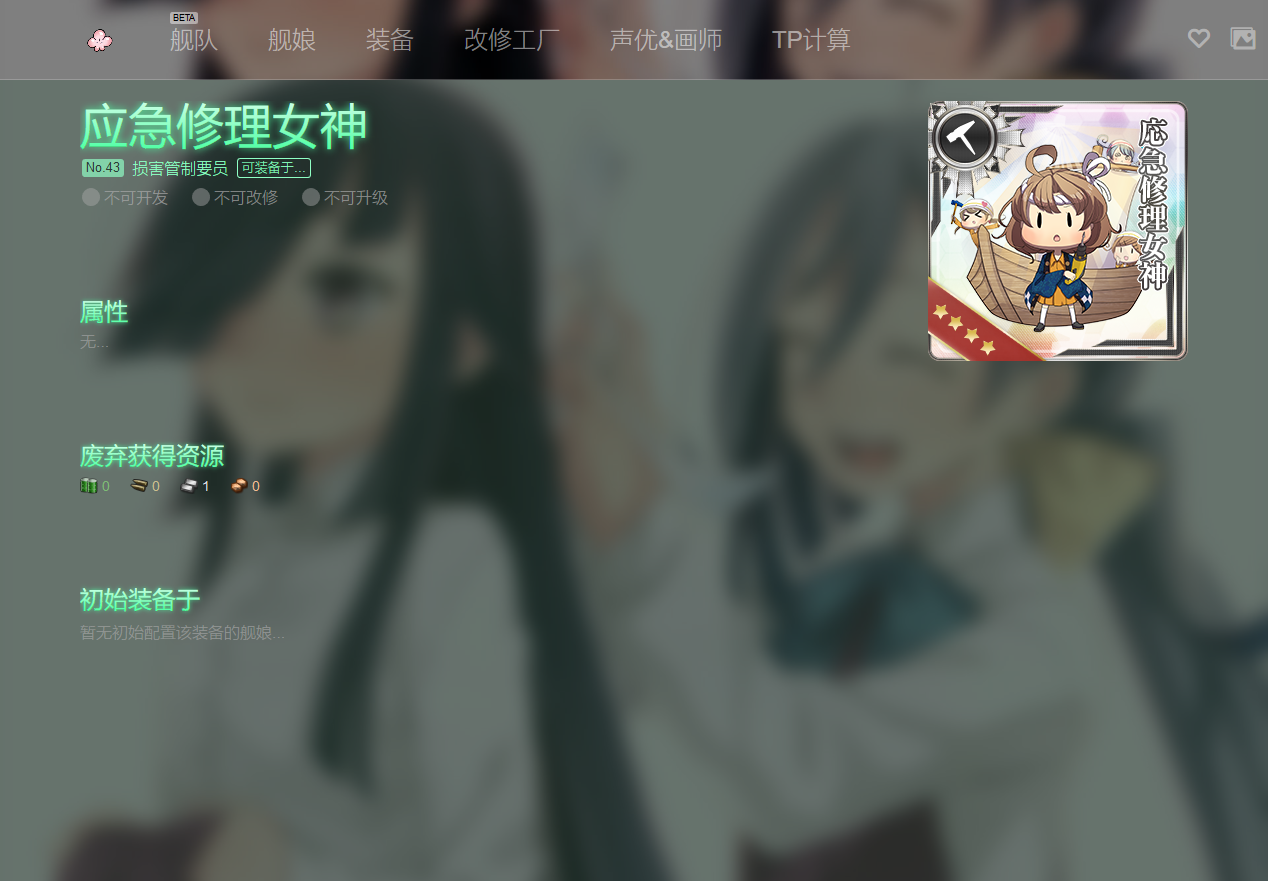 BETA
舰队 舰娘 装备 改修工厂 声优&画师 TP计算
应急修理女神
No.43 损害管制要员 可装备于...
不可开发 不可改修 不可升级
応急修理女神
属性
无...
废弃获得资源
0 0 1 0
初始装备于
暂无初始配置该装备的舰娘...